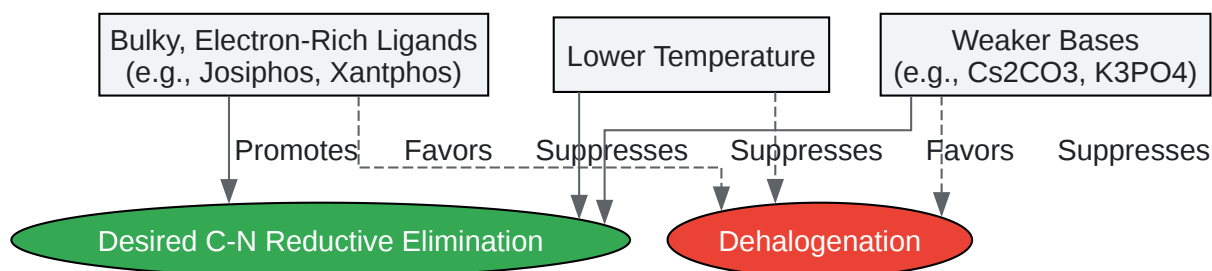 Bulky, Electron-Rich Ligands
(e.g., Josiphos, Xantphos)
Lower Temperature
Weaker Bases
(e.g., Cs2CO3, K3PO4)
Promotes
Favors
Suppresses
Suppresses
Favors
Suppresses
Desired C-N Reductive Elimination
Dehalogenation